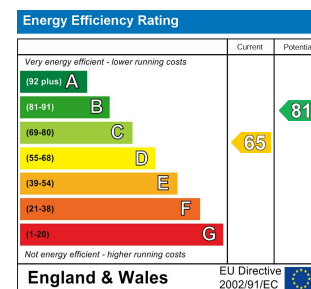 Energy Efficiency Rating
Current Potentia
Very energy efficient - lower running costs
(92 plus) A
(81-91) B
81
(69-80) C
65
(55-68) D
(39-54) E
(21-38) F
(1-20) G
Not energy efficient - higher running costs
England & Wales
EU Directive
2002/91/EC